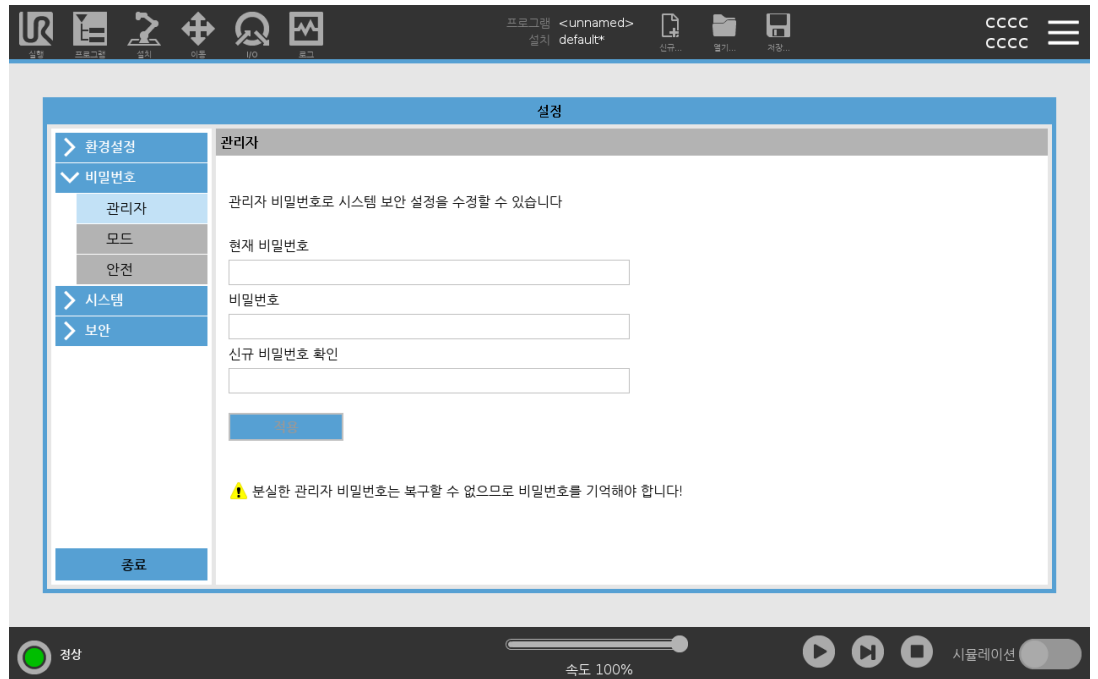 UR
프로그램 <unnamed>
설치 default*
cccc
cccc
실행 프로그램 설치 이동 I/O 로그 신규... 열기... 저장...
설정
환경설정
비밀번호
관리자
모드
안전
시스템
보안
종료
관리자
관리자 비밀번호로 시스템 보안 설정을 수정할 수 있습니다
현재 비밀번호
비밀번호
신규 비밀번호 확인
적용
분실한 관리자 비밀번호는 복구할 수 없으므로 비밀번호를 기억해야 합니다!
정상
속도 100%
시뮬레이션